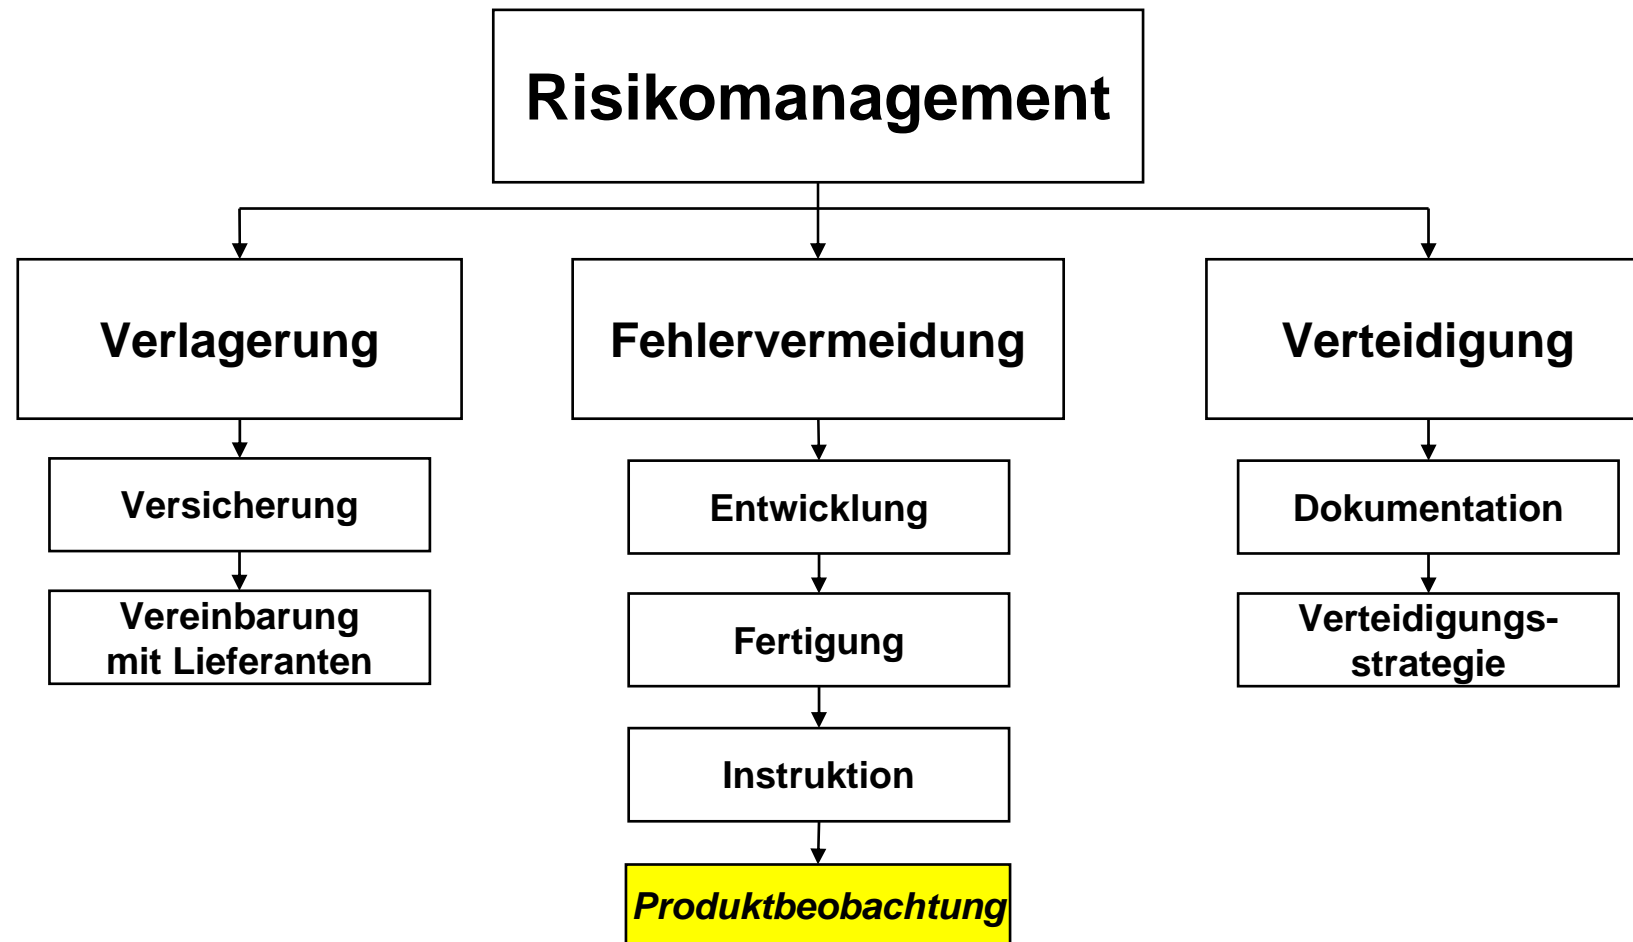 Risikomanagement
Verlagerung
Fehlervermeidung
Verteidigung
Versicherung
Entwicklung
Dokumentation
Vereinbarung
mit Lieferanten
Fertigung
Verteidigungs-
strategie
Instruktion
Produktbeobachtung